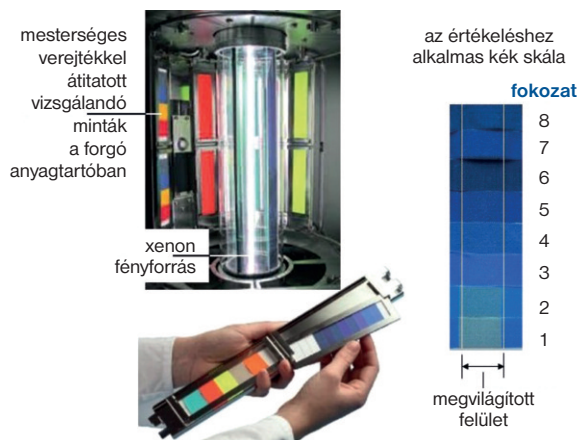 mesterséges
verejtékkel
átitatott
vizsgálandó
minták
a forgó
anyagtartóban
xenon
fényforrás
az értékeléshez
alkalmas kék skála
fokozat
8
7
6
5
4
3
2
1
megvilágított
felület